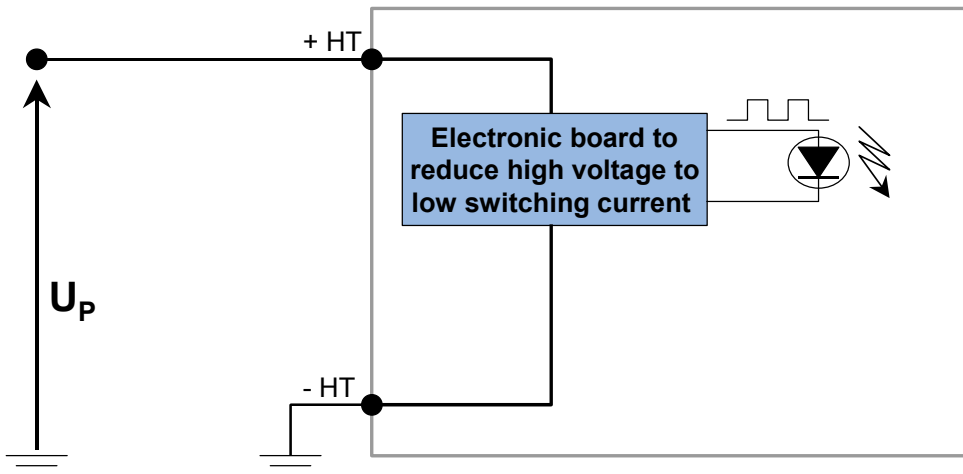 + HT
Electronic board to
reduce high voltage to
low switching current
UP
- HT